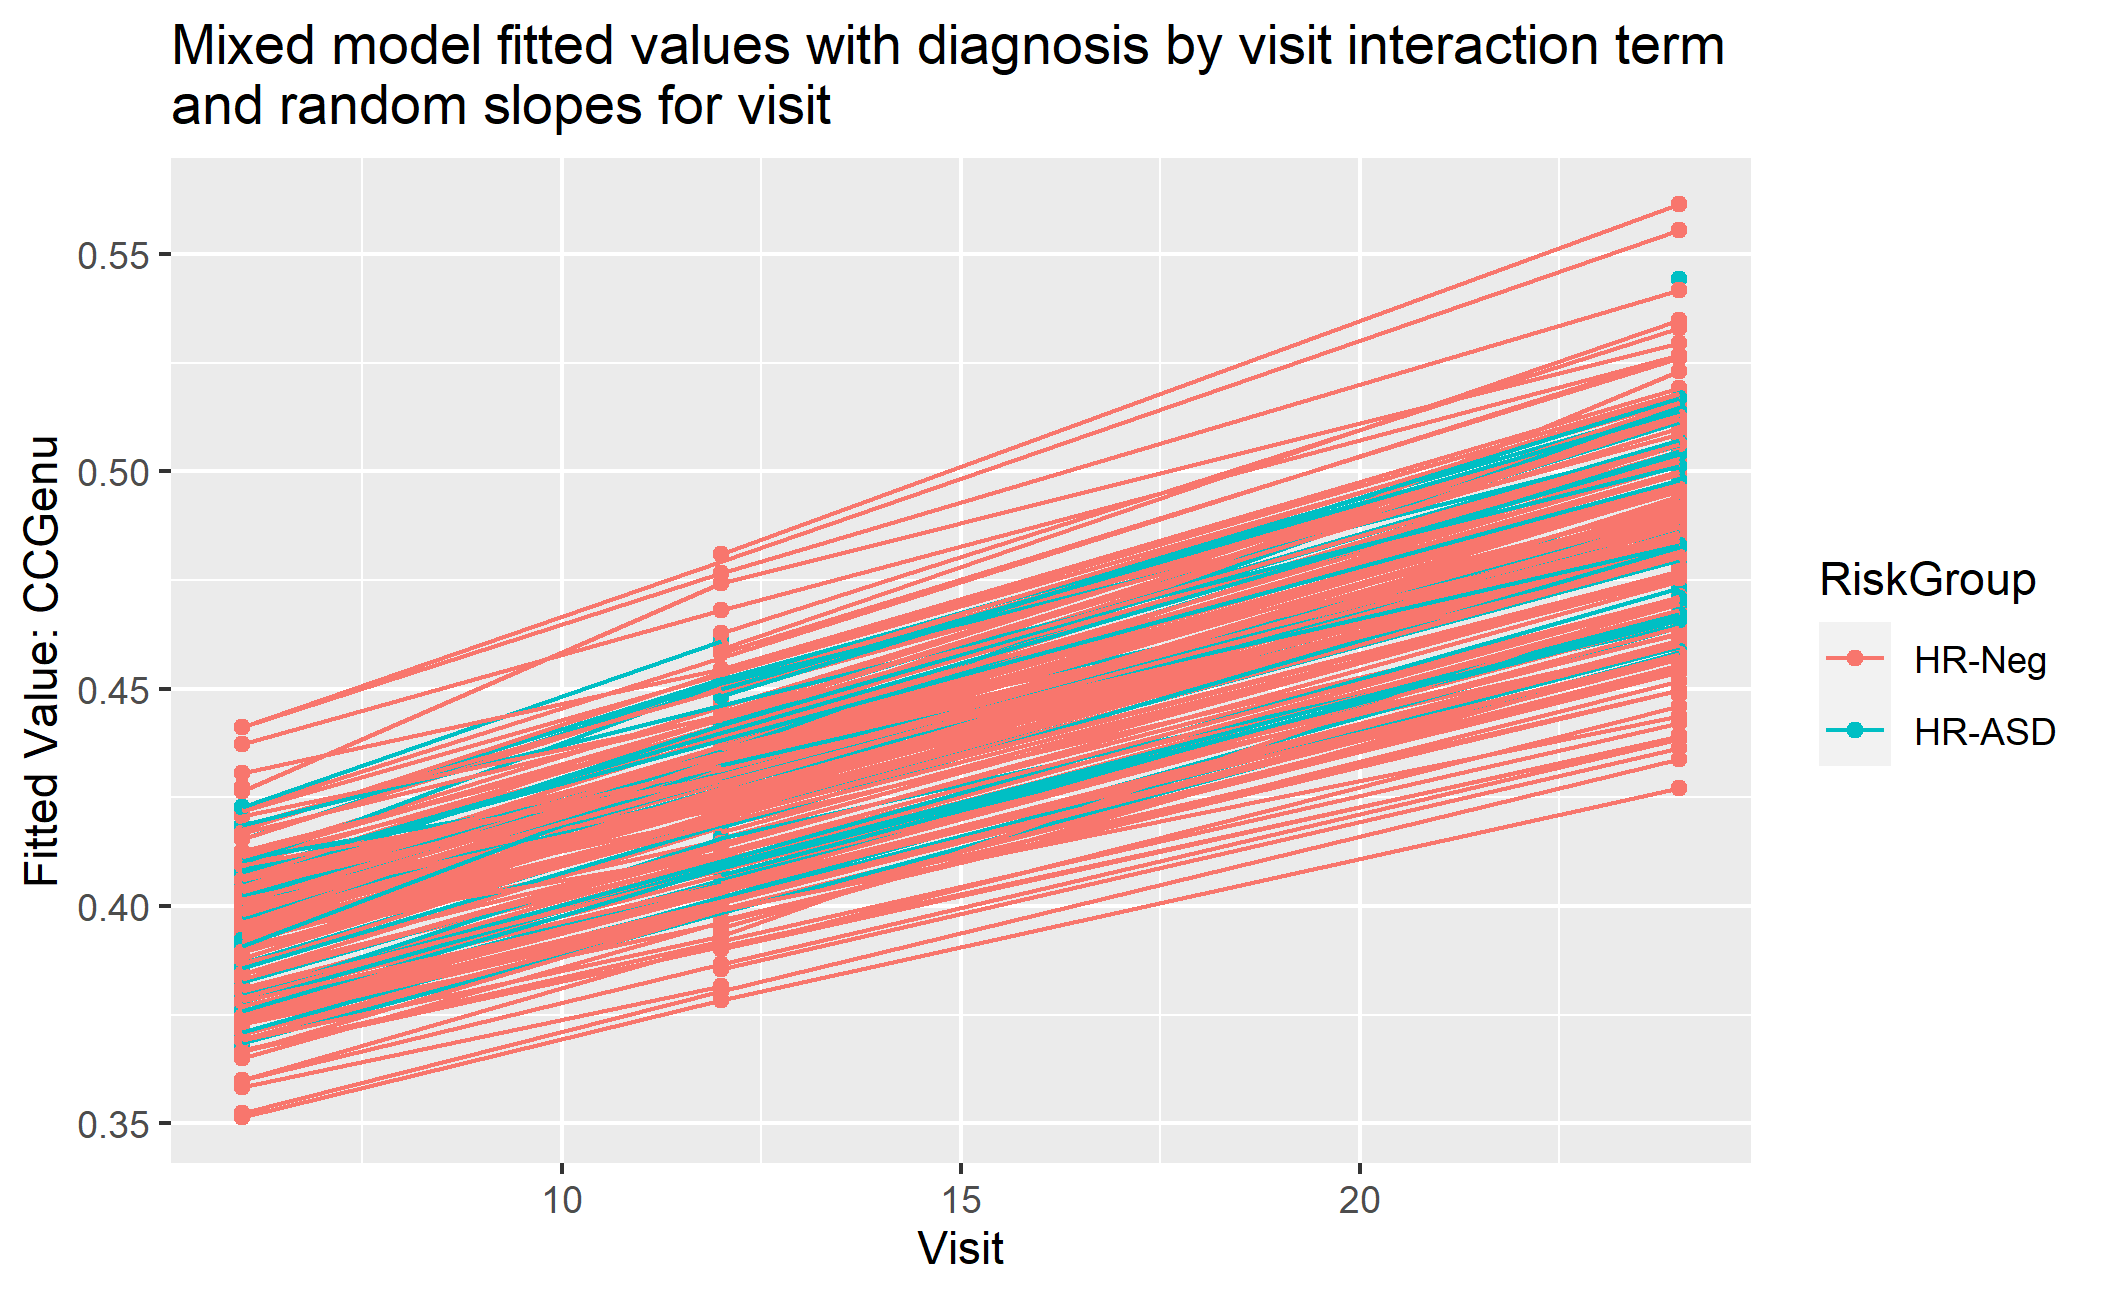 Mixed model fitted values with diagnosis by visit interaction term
and random slopes for visit
Fitted Value: CCGenu
0.55
0.50
0.45
0.40
0.35
10
15
20
Visit
RiskGroup
HR-Neg
HR-ASD